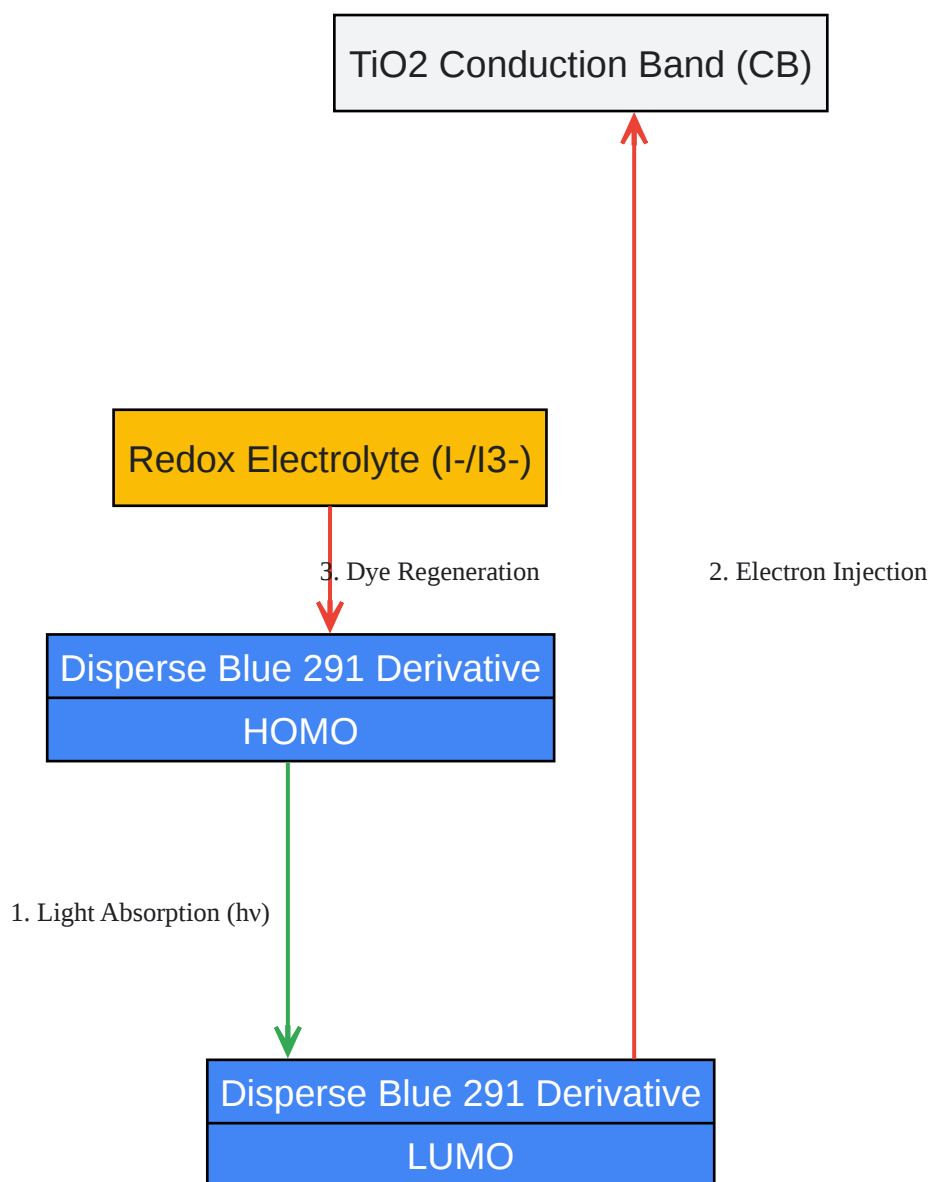 TiO2 Conduction Band (CB)
Redox Electrolyte (I-/I3-)
3. Dye Regeneration
2. Electron Injection
Disperse Blue 291 Derivative
HOMO
1. Light Absorption (hν)
Disperse Blue 291 Derivative
LUMO